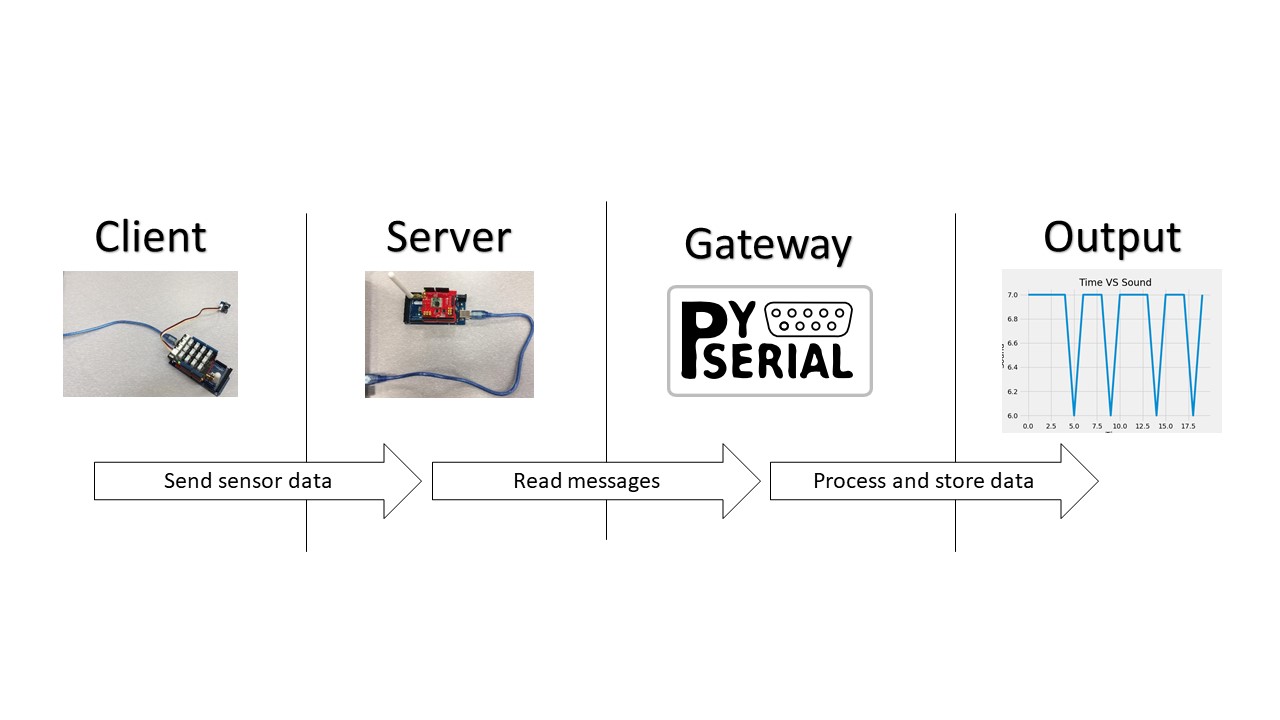 Client
Server
Gateway
Output
PY
SERIAL
Time VS Sound
7.0
6.8
6.6
6.4
6.2
6.0
0.0 2.5 5.0 7.5 10.0 12.5 15.0 17.5
Send sensor data
Read messages
Process and store data